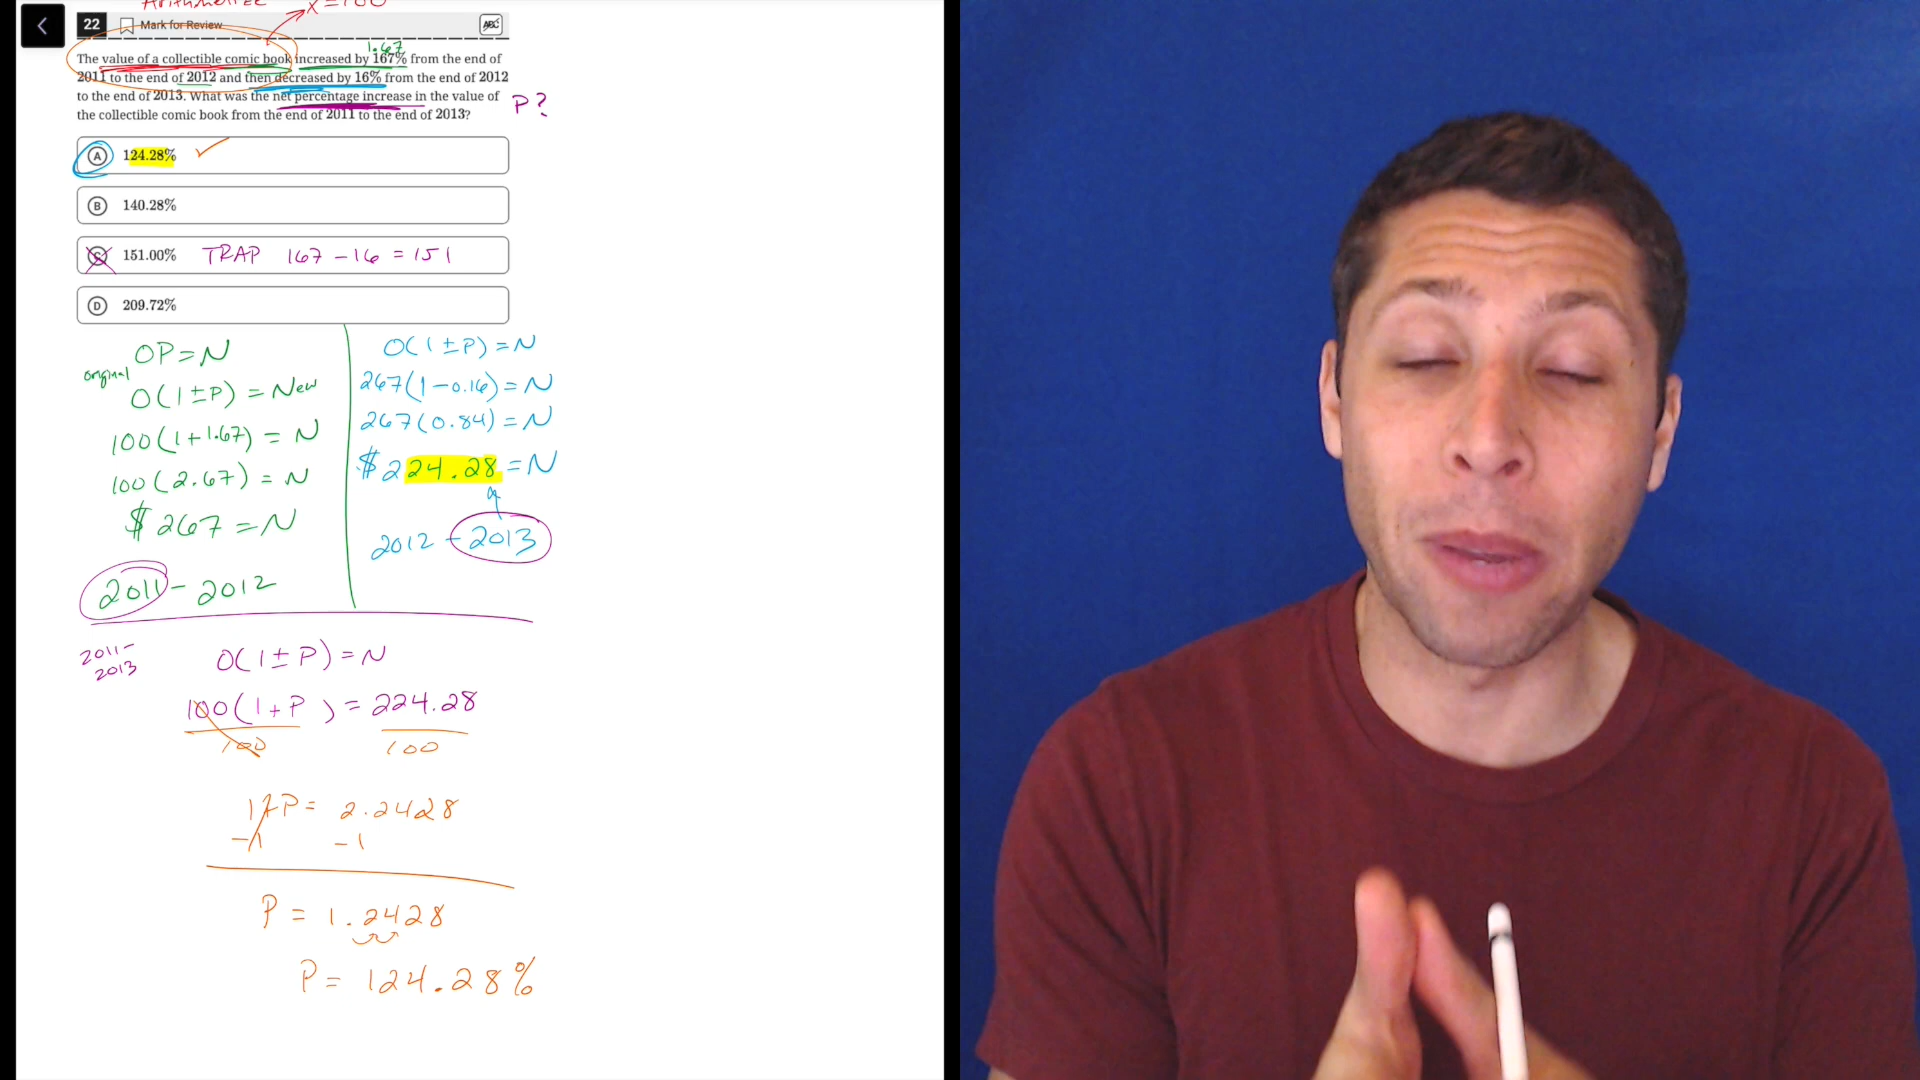 Arithmetize x = 100
22 Mark for Review ABC
1.67
The value of a collectible comic book increased by 167% from the end of
2011 to the end of 2012 and then decreased by 16% from the end of 2012
to the end of 2013. What was the net percentage increase in the value of
the collectible comic book from the end of 2011 to the end of 2013?
P?
A 124.28%
B 140.28%
C 151.00% TRAP 167 - 16 = 151
D 209.72%
OP = N
original
O(1 ± P) = New
100(1 + 1.67) = N
100(2.67) = N
$267 = N
2011 - 2012
O(1 ± P) = N
267(1 - 0.16) = N
267(0.84) = N
$224.28 = N
2012 - 2013
2011-
2013
O(1 ± P) = N
100(1 + P ) = 224.28
100 100
1 + P = 2.2428
-1 -1
P = 1.2428
P = 124.28%